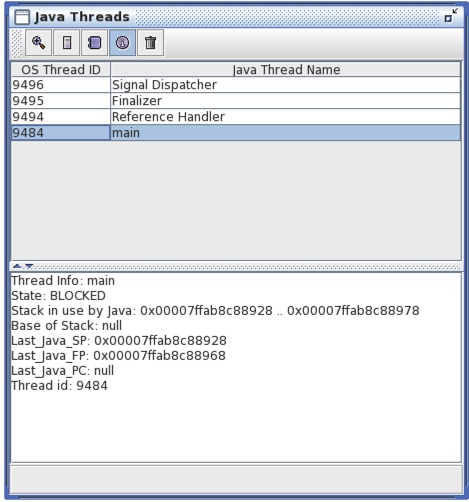 Java Threads
OS Thread ID Java Thread Name
9496 Signal Dispatcher
9495 Finalizer
9494 Reference Handler
9484 main
Thread Info: main
State: BLOCKED
Stack in use by Java: 0x00007ffab8c88928 .. 0x00007ffab8c88978
Base of Stack: null
Last_Java_SP: 0x00007ffab8c88928
Last_Java_FP: 0x00007ffab8c88968
Last_Java_PC: null
Thread id: 9484